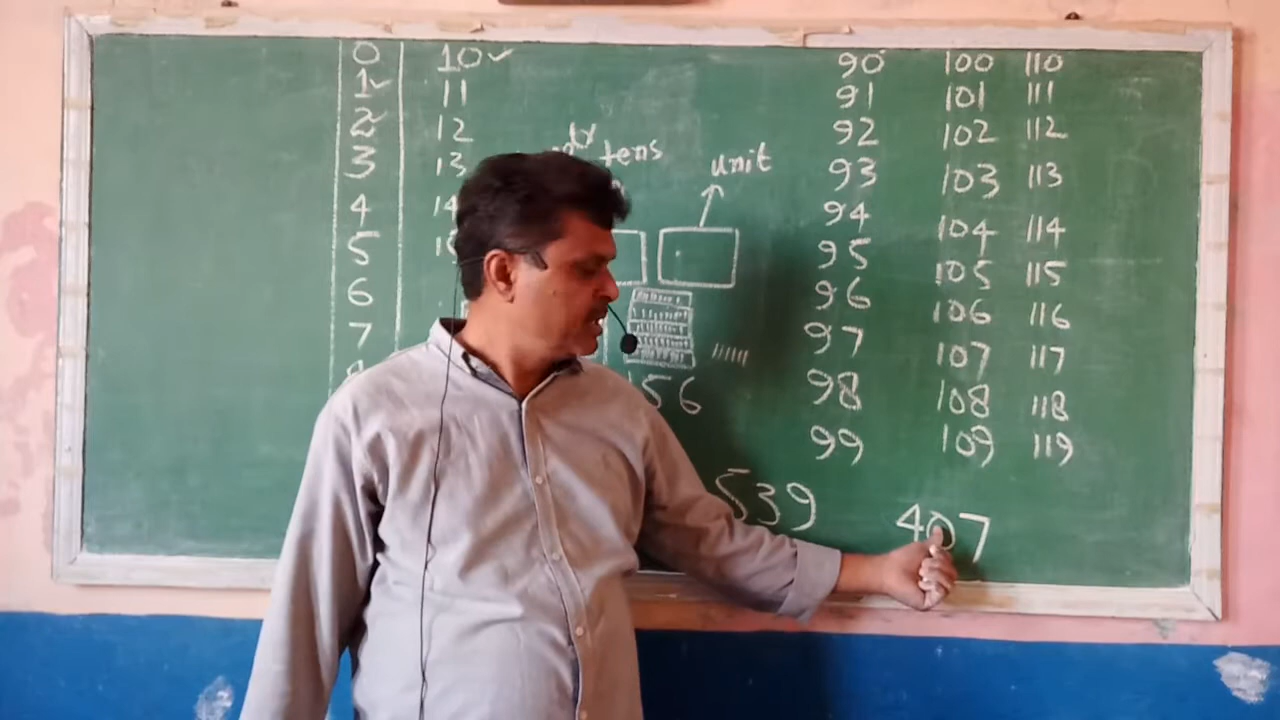 0 10 90 100 110
1 11 91 101 111
2 12 92 102 112
tens
3 13 unit 93 103 113
4 94 104 114
5 95 105 115
6 96 106 116
7 97 107 117
156 98 108 118
99 109 119
539 407